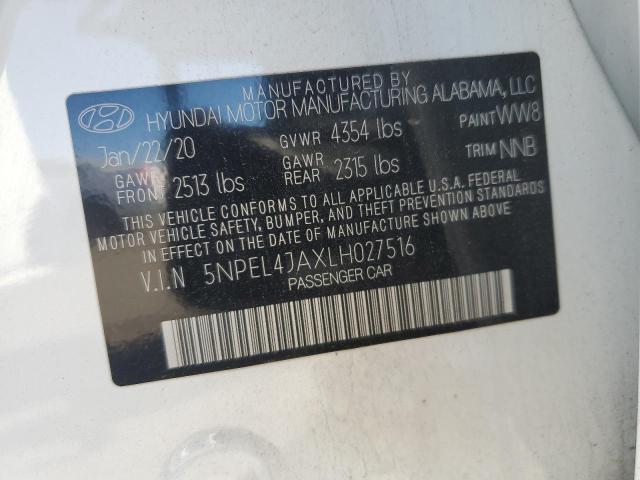 MANUFACTURED BY
HYUNDAI MOTOR MANUFACTURING ALABAMA, LLC
Jan/22/20 GVWR 4354 lbs PAINT WW8
GAWR FRONT 2513 lbs GAWR REAR 2315 lbs TRIM NNB
THIS VEHICLE CONFORMS TO ALL APPLICABLE U.S.A. FEDERAL
MOTOR VEHICLE SAFETY, BUMPER, AND THEFT PREVENTION STANDARDS
IN EFFECT ON THE DATE OF MANUFACTURE SHOWN ABOVE
V.I.N 5NPEL4JAXLH027516
PASSENGER CAR